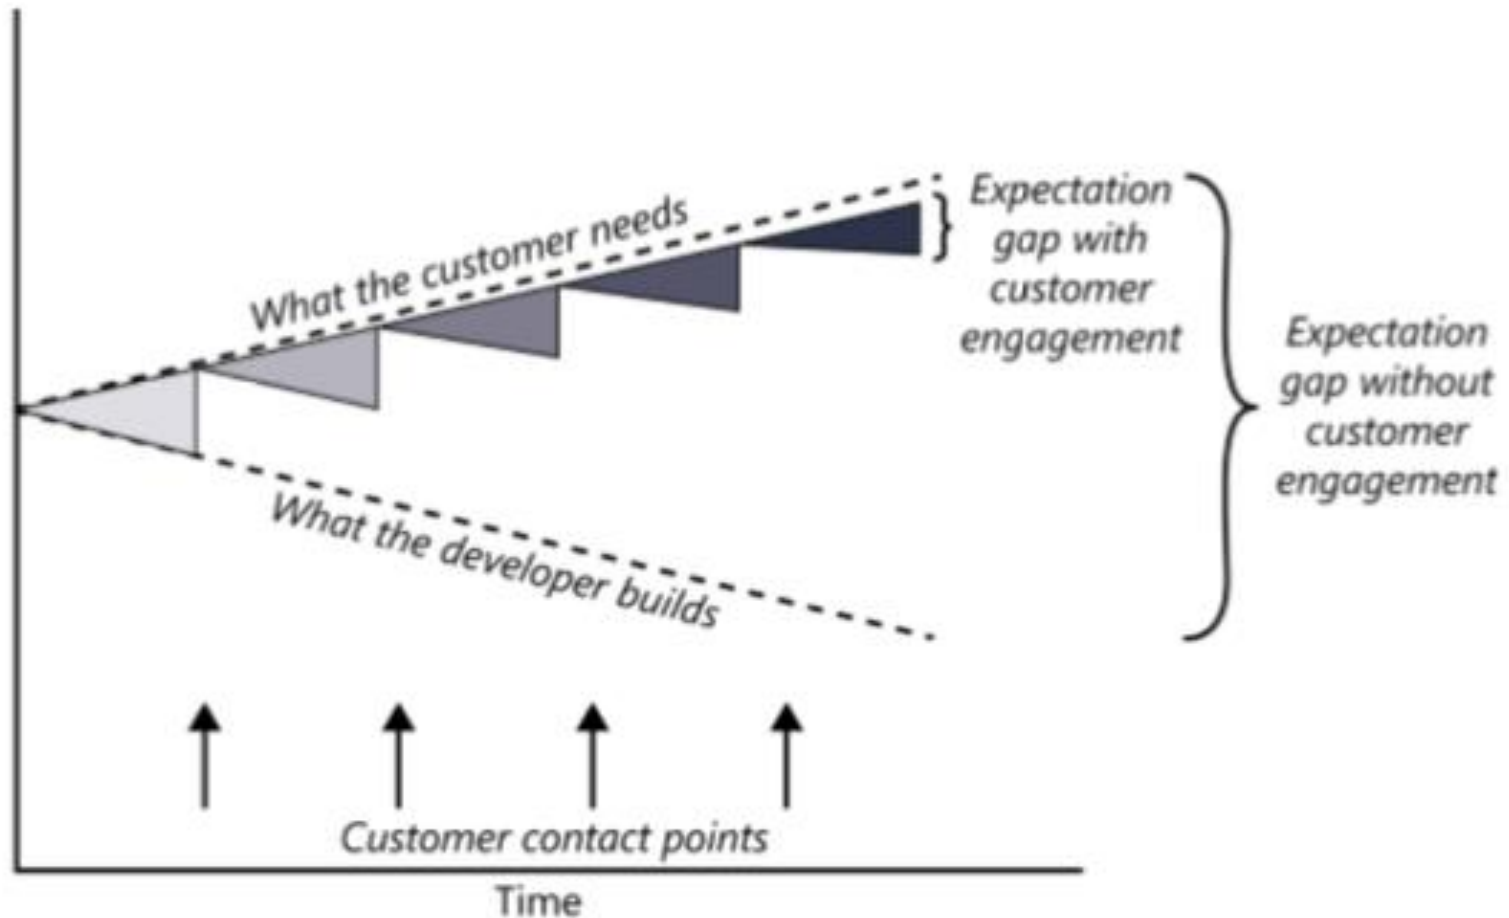 What the customer needs
Expectation
gap with
customer
engagement
Expectation
gap without
customer
engagement
What the developer builds
Customer contact points
Time